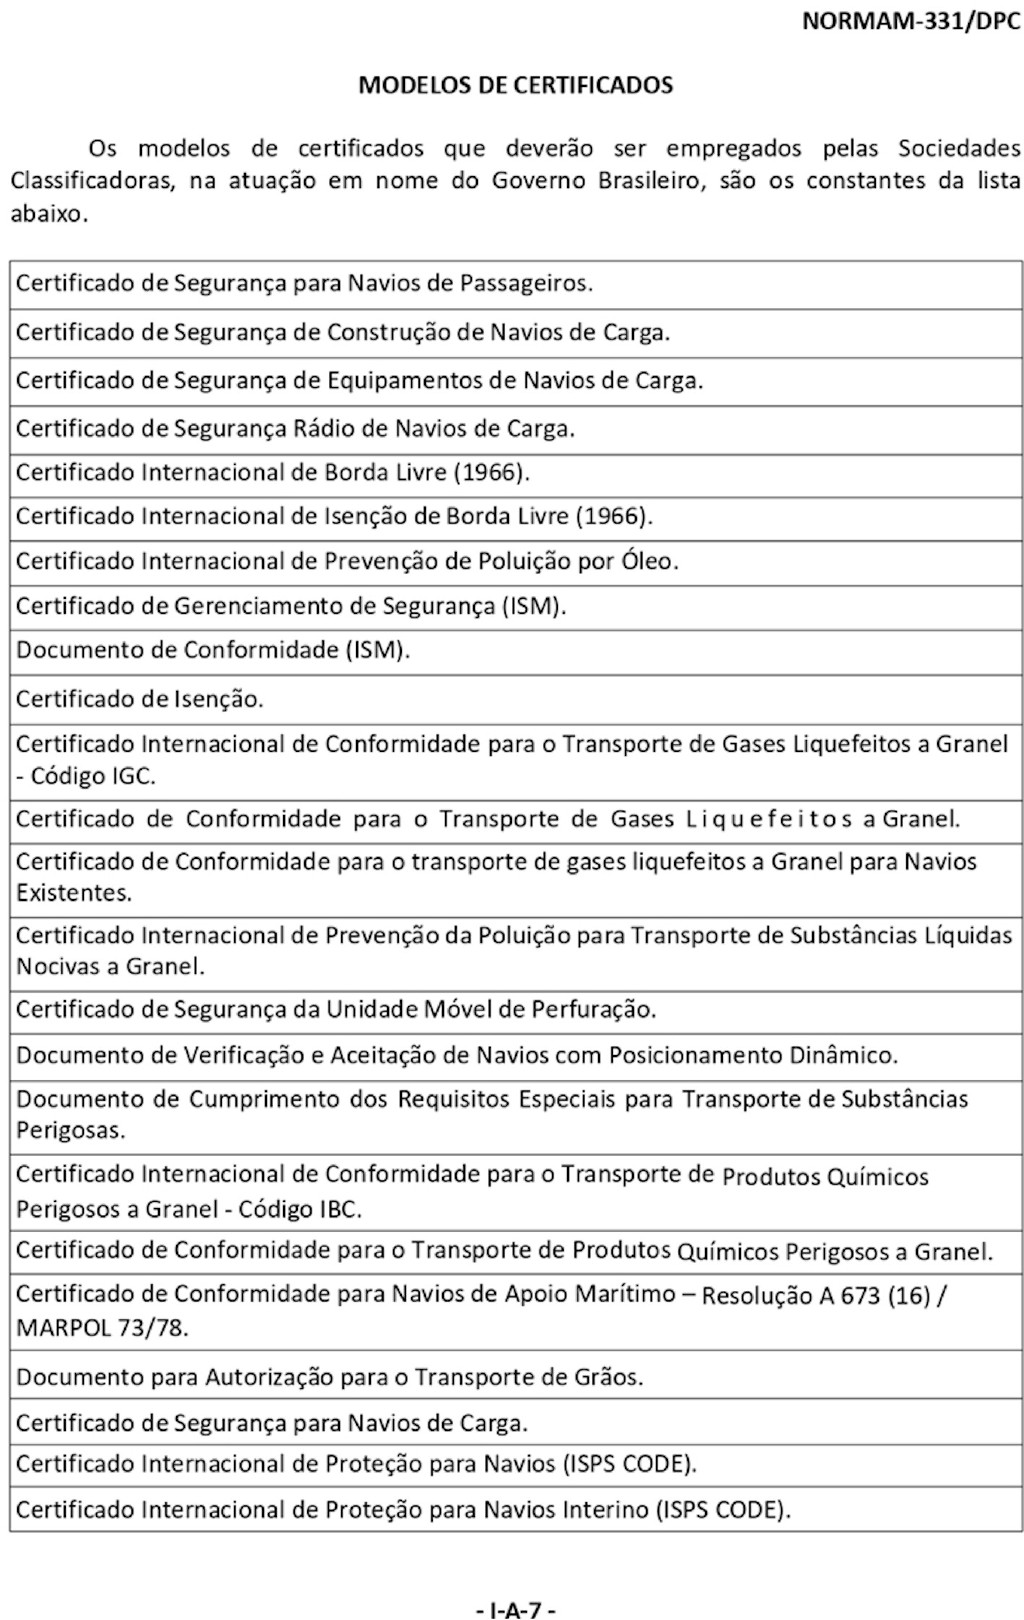 NORMAM-331/DPC
MODELOS DE CERTIFICADOS
Os modelos de certificados que deverão ser empregados pelas Sociedades
Classificadoras, na atuação em nome do Governo Brasileiro, são os constantes da lista
abaixo.
Certificado de Segurança para Navios de Passageiros.
Certificado de Segurança de Construção de Navios de Carga.
Certificado de Segurança de Equipamentos de Navios de Carga.
Certificado de Segurança Rádio de Navios de Carga.
Certificado Internacional de Borda Livre (1966).
Certificado Internacional de Isenção de Borda Livre (1966).
Certificado Internacional de Prevenção de Poluição por Óleo.
Certificado de Gerenciamento de Segurança (ISM).
Documento de Conformidade (ISM).
Certificado de Isenção.
Certificado Internacional de Conformidade para o Transporte de Gases Liquefeitos a Granel
- Código IGC.
Certificado de Conformidade para o Transporte de Gases Liquefeitos a Granel.
Certificado de Conformidade para o transporte de gases liquefeitos a Granel para Navios
Existentes.
Certificado Internacional de Prevenção da Poluição para Transporte de Substâncias Líquidas
Nocivas a Granel.
Certificado de Segurança da Unidade Móvel de Perfuração.
Documento de Verificação e Aceitação de Navios com Posicionamento Dinâmico.
Documento de Cumprimento dos Requisitos Especiais para Transporte de Substâncias
Perigosas.
Certificado Internacional de Conformidade para o Transporte de Produtos Químicos
Perigosos a Granel - Código IBC.
Certificado de Conformidade para o Transporte de Produtos Químicos Perigosos a Granel.
Certificado de Conformidade para Navios de Apoio Marítimo – Resolução A 673 (16) /
MARPOL 73/78.
Documento para Autorização para o Transporte de Grãos.
Certificado de Segurança para Navios de Carga.
Certificado Internacional de Proteção para Navios (ISPS CODE).
Certificado Internacional de Proteção para Navios Interino (ISPS CODE).
- I-A-7 -